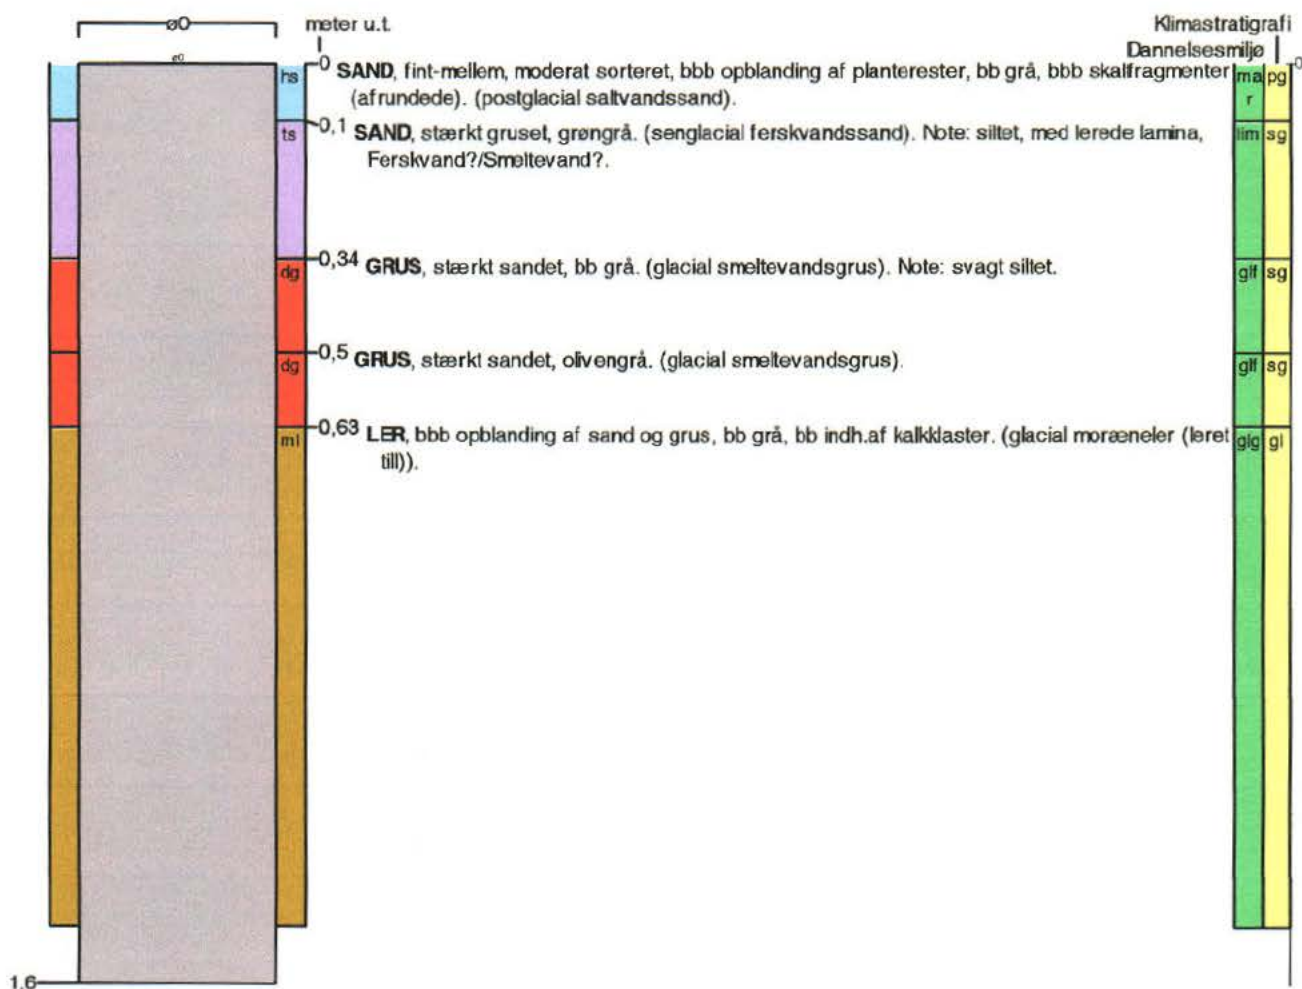 ø0 meter u.t. Klimastratigrafi
Dannelsesmiljø
ø0
hs 0 SAND, fint-mellem, moderat sorteret, bbb opblanding af planterester, bb grå, bbb skalfragmenter mar pg 0
(afrundede). (postglacial saltvandssand).
ts 0,1 SAND, stærkt gruset, grøngrå. (senglacial ferskvandssand). Note: siltet, med lerede lamina, lim sg
Ferskvand?/Smeltevand?.
dg 0,34 GRUS, stærkt sandet, bb grå. (glacial smeltevandsgrus). Note: svagt siltet. glf sg
dg 0,5 GRUS, stærkt sandet, olivengrå. (glacial smeltevandsgrus). glf sg
ml 0,63 LER, bbb opblanding af sand og grus, bb grå, bb indh.af kalkklaster. (glacial moræneler (leret glg gl
till)).
1.6